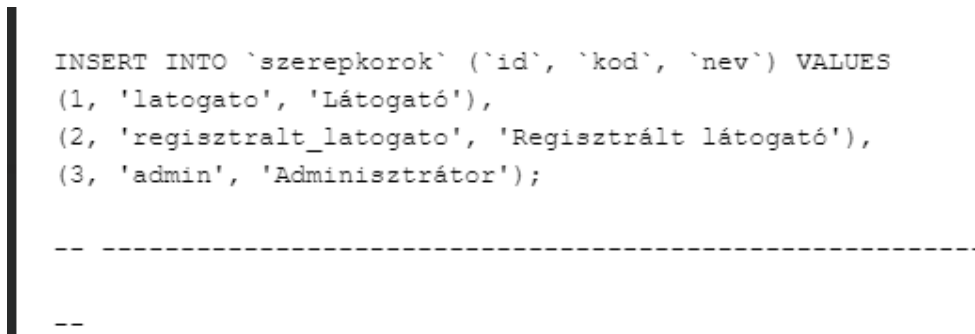 INSERT INTO `szerepkorok` (`id`, `kod`, `nev`) VALUES
(1, 'latogato', 'Látogató'),
(2, 'regisztralt_latogato', 'Regisztrált látogató'),
(3, 'admin', 'Adminisztrátor');
-- --------------------------------------------------------
--